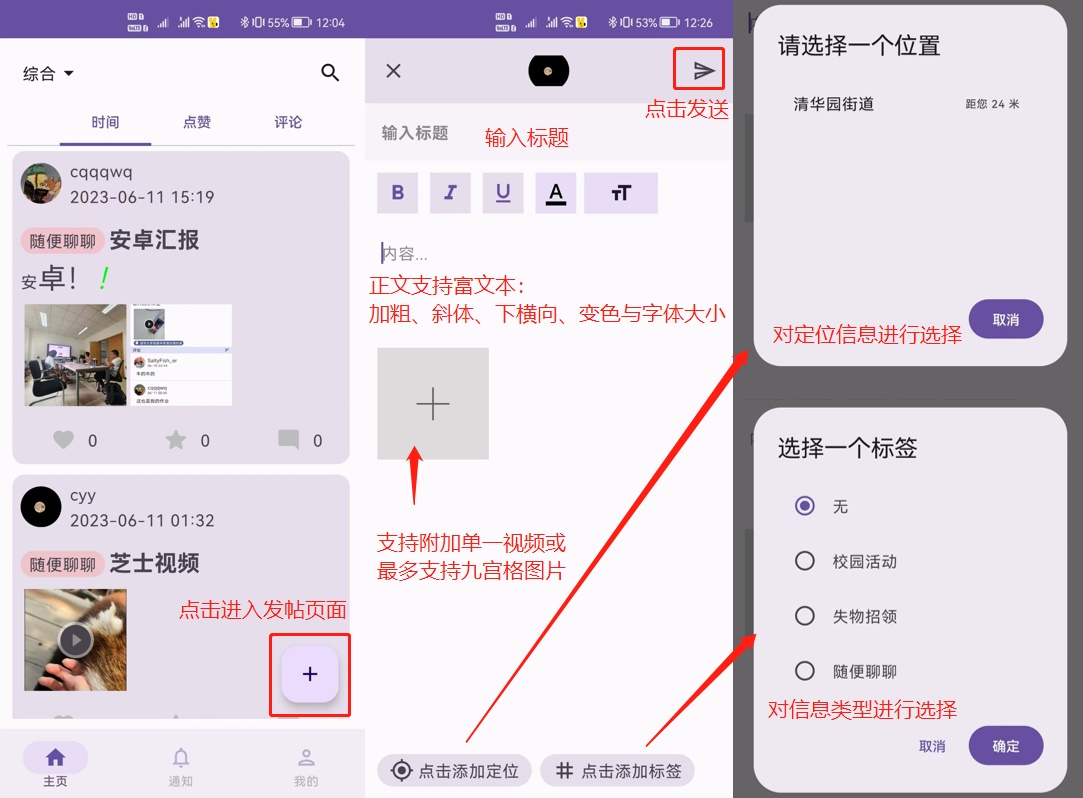 55% 12:04
综合
时间 点赞 评论
cqqqwq
2023-06-11 15:19
随便聊聊 安卓汇报
安卓！！
SaltyFish_er
cqqqwq
0 0 0
cyy
2023-06-11 01:32
随便聊聊 芝士视频
点击进入发帖页面
+
主页 通知 我的
53% 12:26
点击发送
输入标题 输入标题
B I U A TT
内容...
正文支持富文本：
加粗、斜体、下横向、变色与字体大小
支持附加单一视频或
最多支持九宫格图片
点击添加定位 # 点击添加标签
请选择一个位置
清华园街道 距您 24 米
取消
对定位信息进行选择
选择一个标签
无
校园活动
失物招领
随便聊聊
对信息类型进行选择
取消 确定